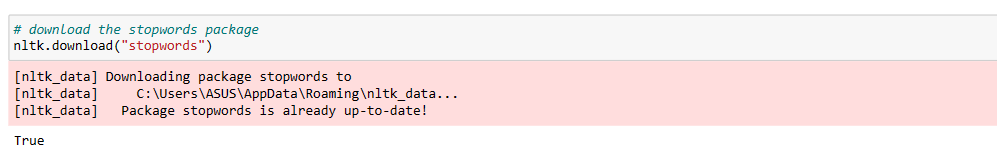 # download the stopwords package
nltk.download("stopwords")
[nltk_data] Downloading package stopwords to
[nltk_data]     C:\Users\ASUS\AppData\Roaming\nltk_data...
[nltk_data]   Package stopwords is already up-to-date!
True